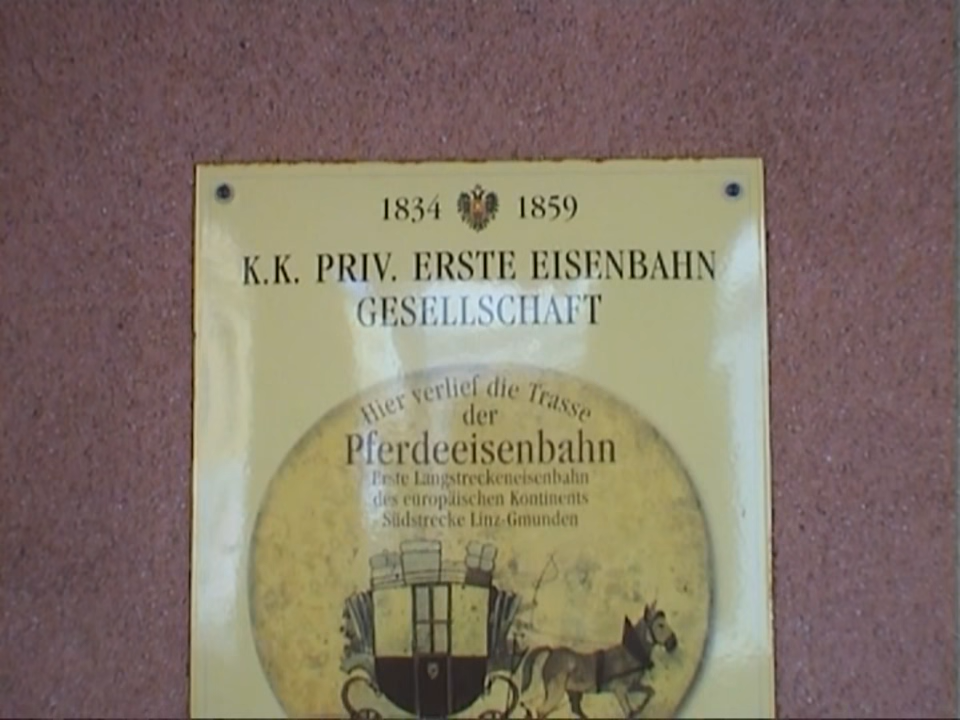 1834 1859
K.K. PRIV. ERSTE EISENBAHN
GESELLSCHAFT
Hier verlief die Trasse
der
Pferdeeisenbahn
Erste Langstreckeneisenbahn
des europäischen Kontinents
Südstrecke Linz-Gmunden